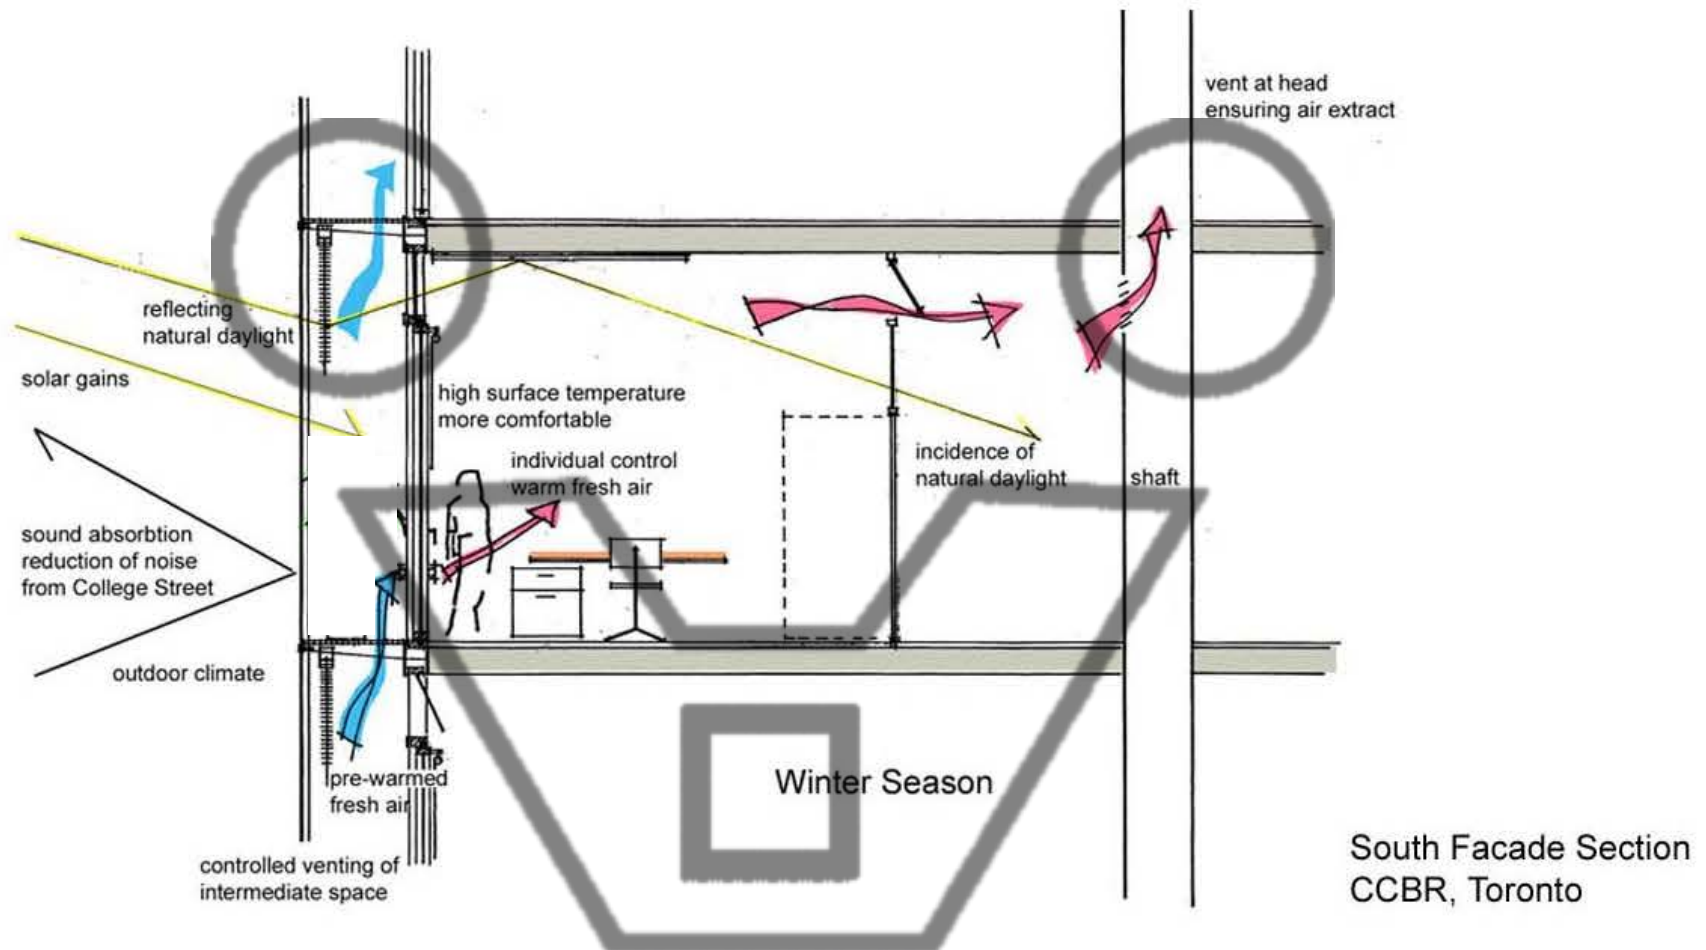 vent at head
ensuring air extract
reflecting
natural daylight
solar gains
high surface temperature
more comfortable
individual control
warm fresh air
incidence of
natural daylight
shaft
sound absorbtion
reduction of noise
from College Street
outdoor climate
pre-warmed
fresh air
controlled venting of
intermediate space
Winter Season
South Facade Section
CCBR, Toronto